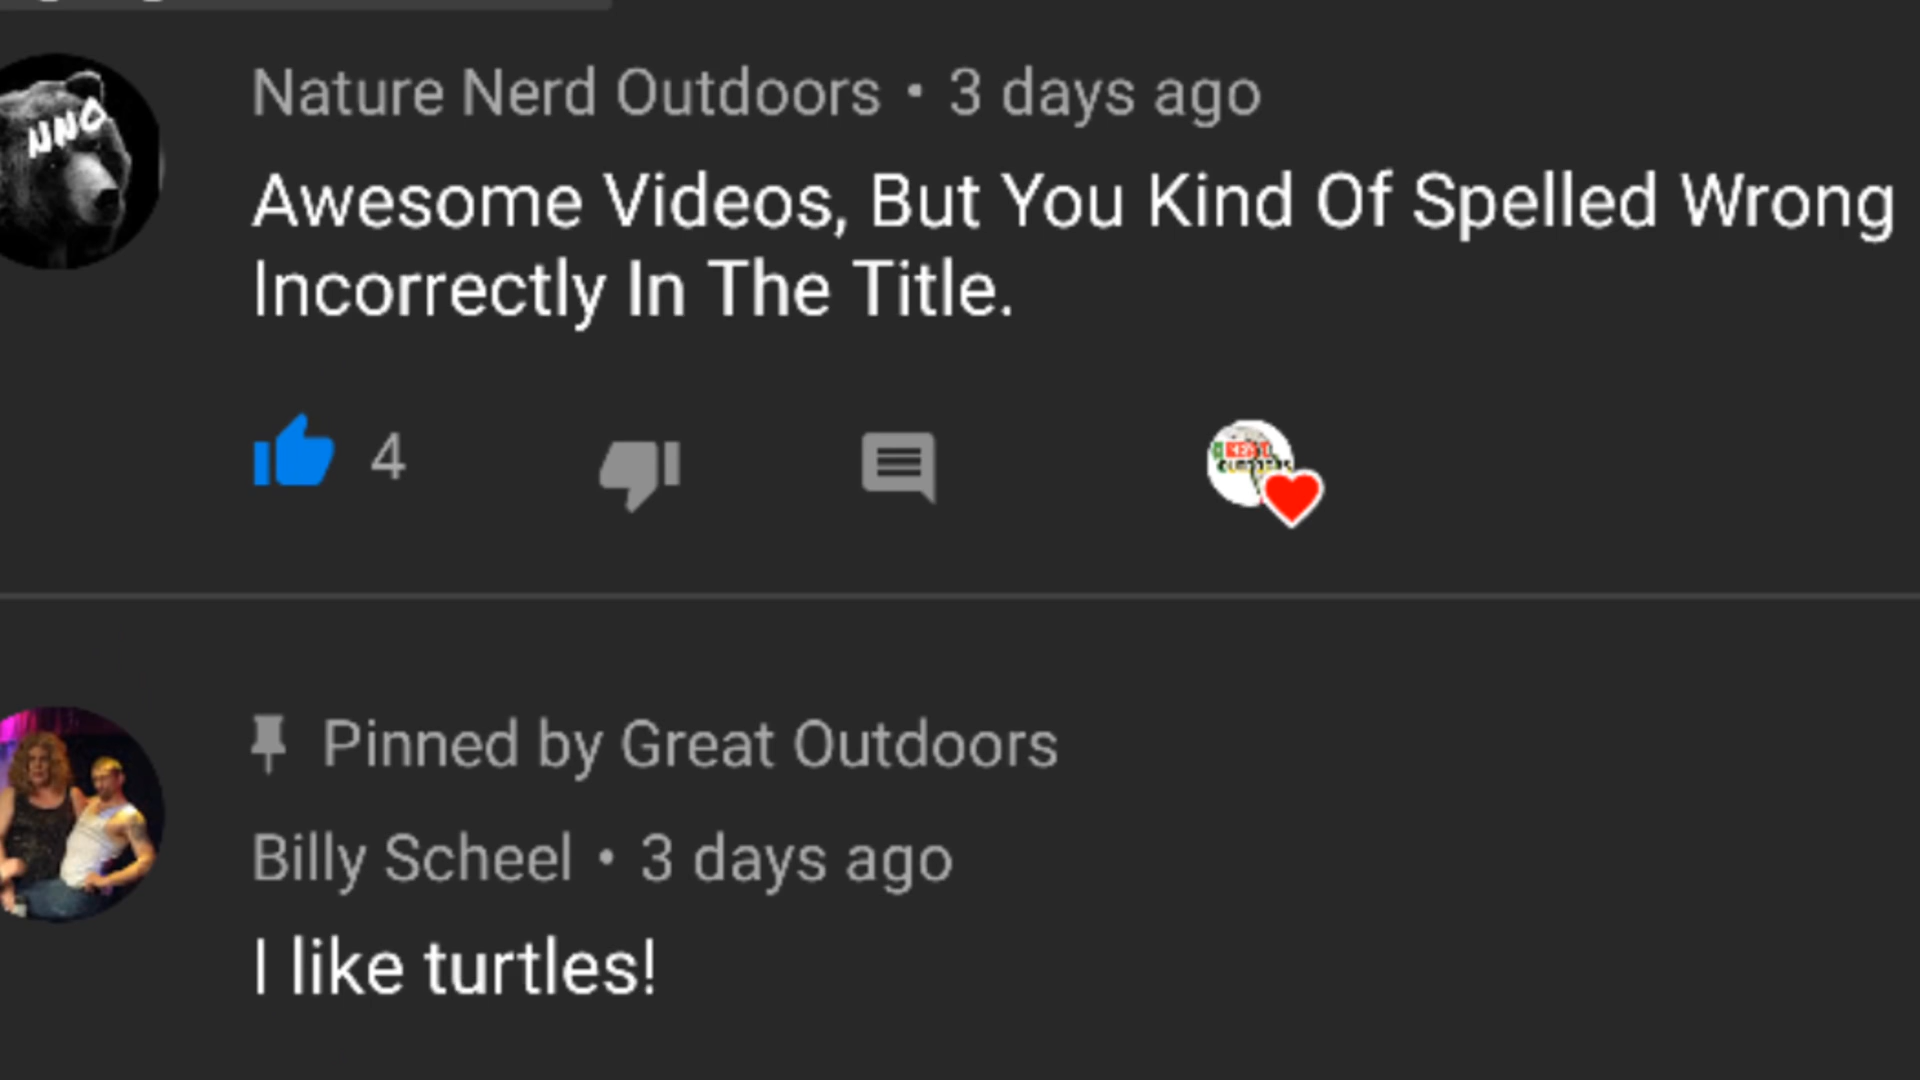 NNO
Nature Nerd Outdoors • 3 days ago
Awesome Videos, But You Kind Of Spelled Wrong
Incorrectly In The Title.
4
Pinned by Great Outdoors
Billy Scheel • 3 days ago
I like turtles!